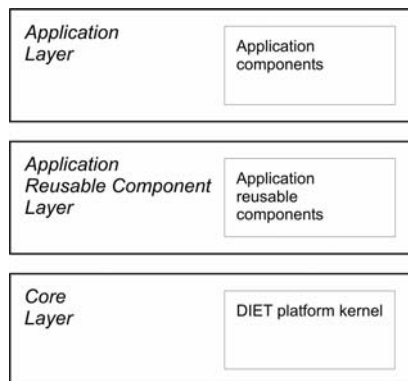 Application
Layer
Application
components
Application
Reusable Component
Layer
Application
reusable
components
Core
Layer
DIET platform kernel